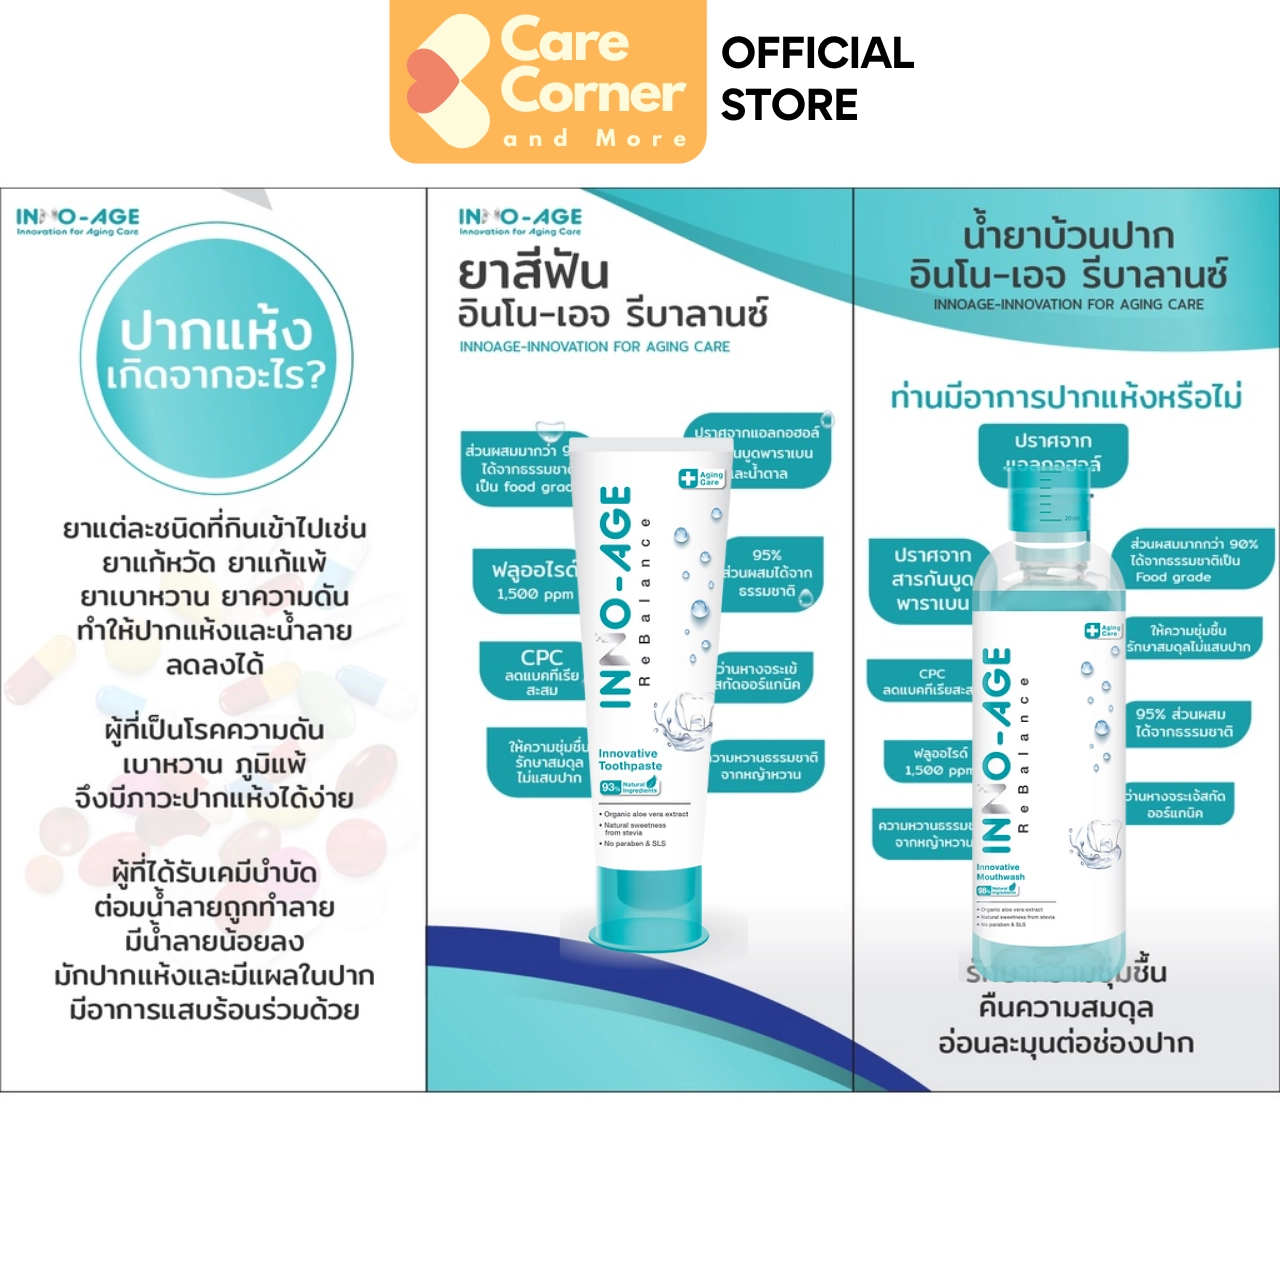 Care
Corner
and More
OFFICIAL
STORE
INNO-AGE
Innovation for Aging Care
ปากแห้ง
เกิดจากอะไร?
ยาแต่ละชนิดที่กินเข้าไปเช่น
ยาแก้หวัด ยาแก้แพ้
ยาเบาหวาน ยาความดัน
ทำให้ปากแห้งและน้ำลาย
ลดลงได้
ผู้ที่เป็นโรคความดัน
เบาหวาน ภูมิแพ้
จึงมีภาวะปากแห้งได้ง่าย
ผู้ที่ได้รับเคมีบำบัด
ต่อมน้ำลายถูกทำลาย
มีน้ำลายน้อยลง
มักปากแห้งและมีแผลในปาก
มีอาการแสบร้อนร่วมด้วย
INNO-AGE
Innovation for Aging Care
ยาสีฟัน
อินโน-เอจ รีบาลานซ์
INNOAGE-INNOVATION FOR AGING CARE
ส่วนผสมมากว่า
ได้จากธรรมชาติ
เป็น food grade
ฟลูออไรด์
1,500 ppm
CPC
ลดแบคทีเรีย
สะสม
ให้ความชุ่มชื้น
รักษาสมดุล
ไม่แสบปาก
ปราศจากแอลกอฮอล์
นบูดพาราเบน
และน้ำตาล
95%
ส่วนผสมได้จาก
ธรรมชาติ
ว่านหางจระเข้
สกัดออร์แกนิค
ความหวานธรรมชาติ
จากหญ้าหวาน
Aging
Care
INNO-AGE
ReBalance
Innovative
Toothpaste
93% Natural
Ingredients
• Organic aloe vera extract
• Natural sweetness
from stevia
• No paraben & SLS
น้ำยาบ้วนปาก
อินโน-เอจ รีบาลานซ์
INNOAGE-INNOVATION FOR AGING CARE
ท่านมีอาการปากแห้งหรือไม่
ปราศจาก
แอลกอฮอล์
ปราศจาก
สารกันบูด
พาราเบน
CPC
ลดแบคทีเรียสะส
ฟลูออไรด์
1,500 ppm
ความหวานธรรมช
จากหญ้าหวาน
ส่วนผสมมากกว่า 90%
ได้จากธรรมชาติเป็น
Food grade
ให้ความชุ่มชื้น
รักษาสมดุลไม่แสบปาก
95% ส่วนผสม
ได้จากธรรมชาติ
ว่านหางจระเจ้สกัด
ออร์แกนิค
Aging
Care
INNO-AGE
ReBalance
Innovative
Mouthwash
98% Natural
Ingredients
• Organic aloe vera extract
• Natural sweetness from stevia
• No paraben & SLS
รักษาความชุ่มชื้น
คืนความสมดุล
อ่อนละมุนต่อช่องปาก